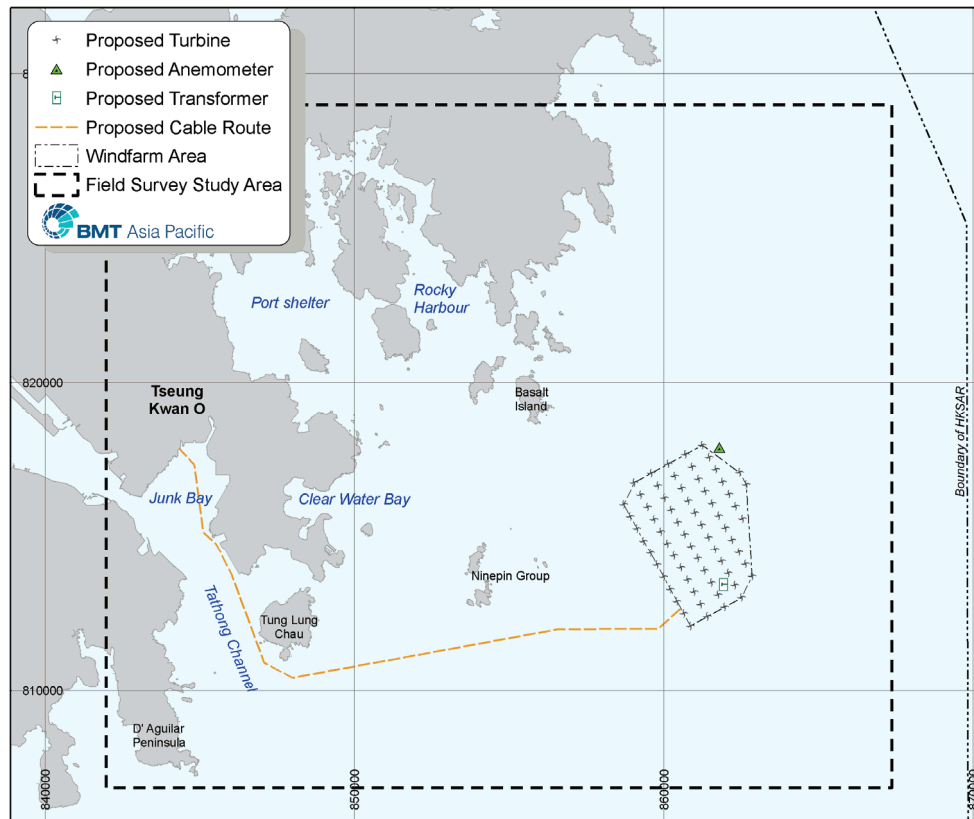 Proposed Turbine
Proposed Anemometer
Proposed Transformer
Proposed Cable Route
Windfarm Area
Field Survey Study Area
BMT Asia Pacific
Port shelter
Rocky
Harbour
820000
Tseung
Kwan O
Basalt
Island
Boundary of HKSAR
Junk Bay
Clear Water Bay
Ninepin Group
Tathong Channel
Tung Lung
Chau
810000
D' Aguilar
Peninsula
840000
850000
860000